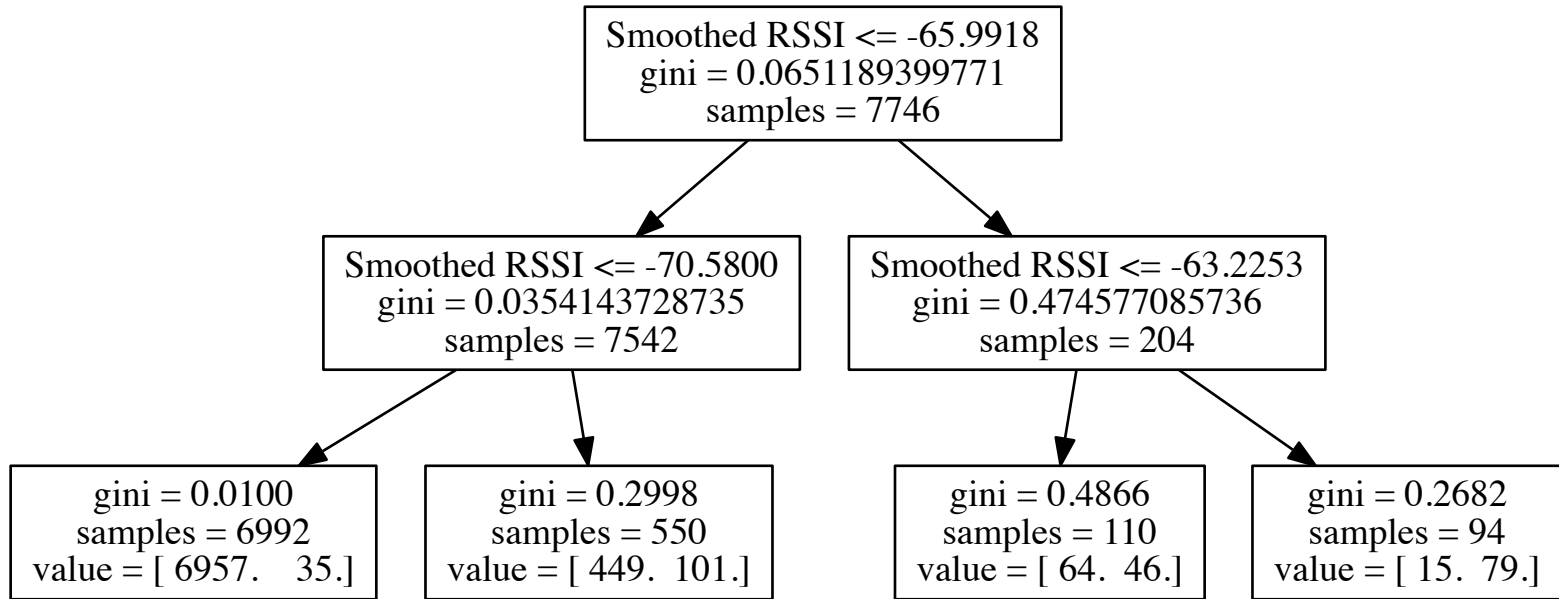 Smoothed RSSI <= -65.9918
gini = 0.0651189399771
samples = 7746
Smoothed RSSI <= -70.5800
gini = 0.0354143728735
samples = 7542
Smoothed RSSI <= -63.2253
gini = 0.474577085736
samples = 204
gini = 0.0100
samples = 6992
value = [ 6957.    35.]
gini = 0.2998
samples = 550
value = [ 449.  101.]
gini = 0.4866
samples = 110
value = [ 64.  46.]
gini = 0.2682
samples = 94
value = [ 15.  79.]